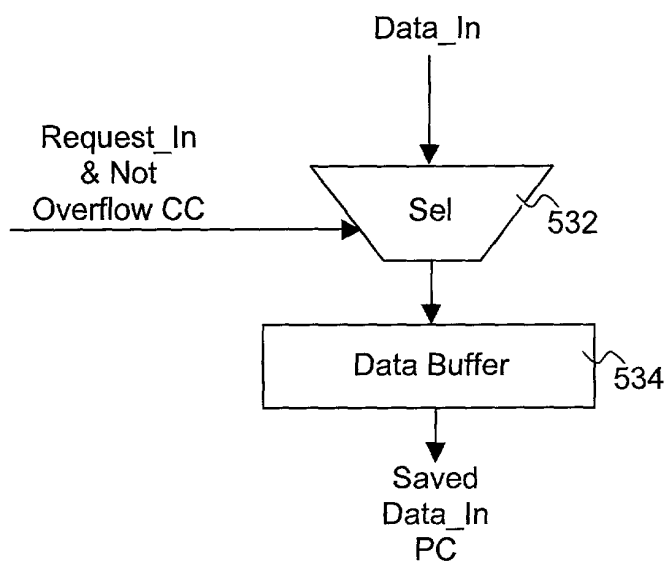 Data_In
Request_In
& Not
Overflow CC
Sel
532
Data Buffer
534
Saved
Data_In
PC